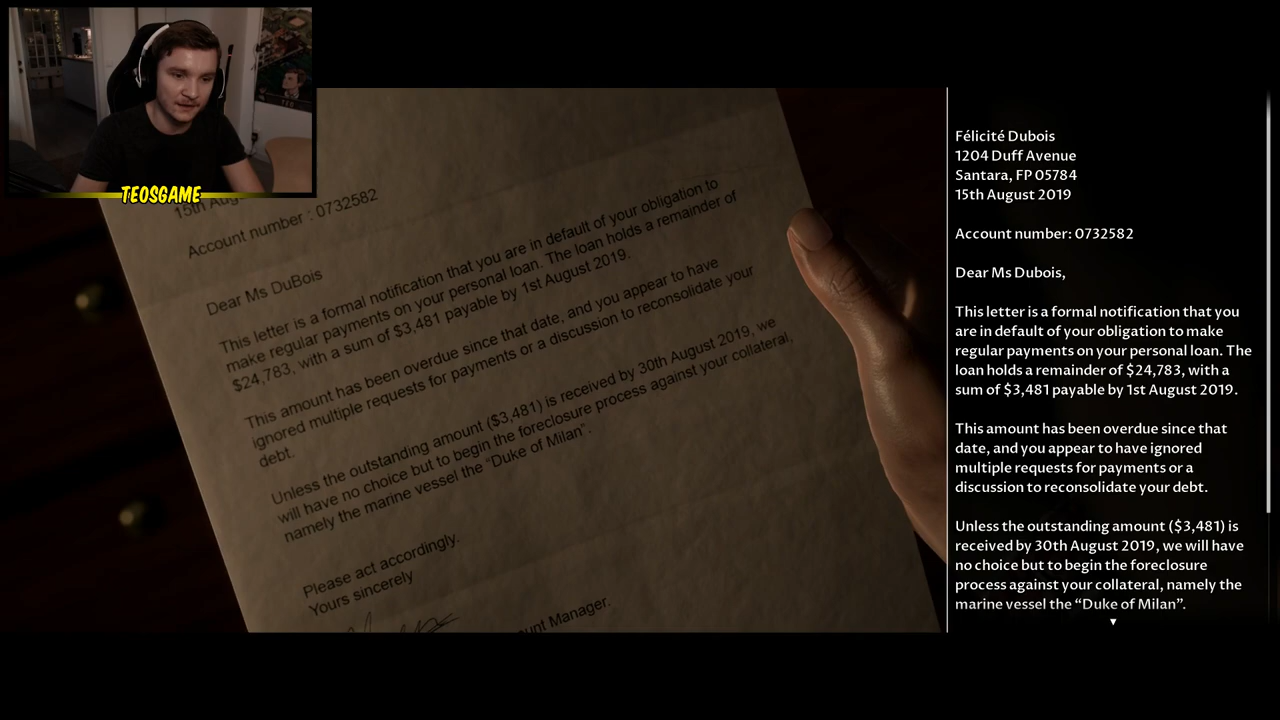 TEOSGAME
15th Aug
Account number : 0732582
Dear Ms DuBois
This letter is a formal notification that you are in default of your obligation to
make regular payments on your personal loan. The loan holds a remainder of
$24,783, with a sum of $3,481 payable by 1st August 2019.
This amount has been overdue since that date, and you appear to have
ignored multiple requests for payments or a discussion to reconsolidate your
debt.
Unless the outstanding amount ($3,481) is received by 30th August 2019, we
will have no choice but to begin the foreclosure process against your collateral,
namely the marine vessel the “Duke of Milan”.
Please act accordingly.
Yours sincerely
unt Manager.
Félicité Dubois
1204 Duff Avenue
Santara, FP 05784
15th August 2019
Account number: 0732582
Dear Ms Dubois,
This letter is a formal notification that you
are in default of your obligation to make
regular payments on your personal loan. The
loan holds a remainder of $24,783, with a
sum of $3,481 payable by 1st August 2019.
This amount has been overdue since that
date, and you appear to have ignored
multiple requests for payments or a
discussion to reconsolidate your debt.
Unless the outstanding amount ($3,481) is
received by 30th August 2019, we will have
no choice but to begin the foreclosure
process against your collateral, namely the
marine vessel the “Duke of Milan”.